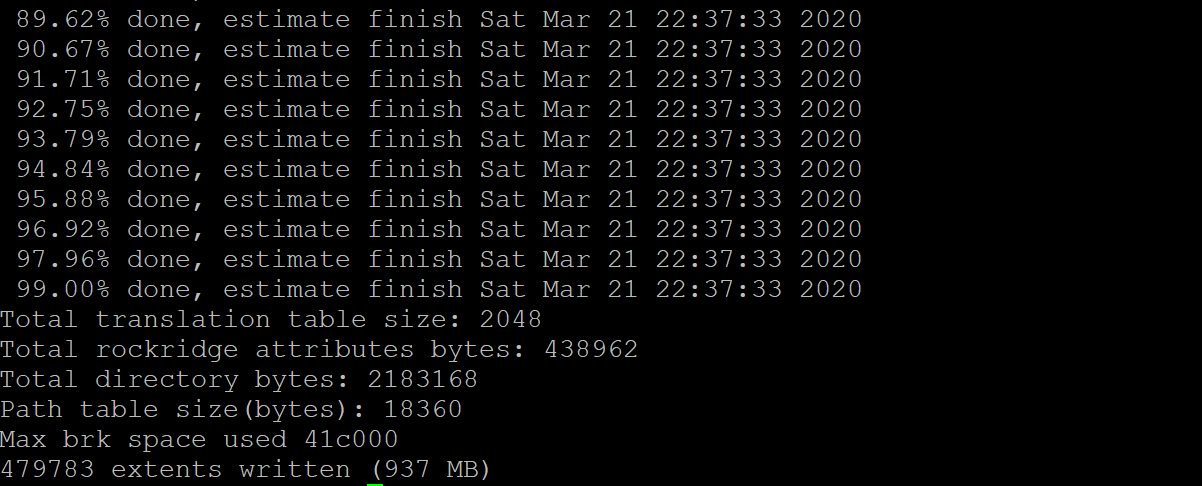 89.62% done, estimate finish Sat Mar 21 22:37:33 2020
90.67% done, estimate finish Sat Mar 21 22:37:33 2020
91.71% done, estimate finish Sat Mar 21 22:37:33 2020
92.75% done, estimate finish Sat Mar 21 22:37:33 2020
93.79% done, estimate finish Sat Mar 21 22:37:33 2020
94.84% done, estimate finish Sat Mar 21 22:37:33 2020
95.88% done, estimate finish Sat Mar 21 22:37:33 2020
96.92% done, estimate finish Sat Mar 21 22:37:33 2020
97.96% done, estimate finish Sat Mar 21 22:37:33 2020
99.00% done, estimate finish Sat Mar 21 22:37:33 2020
Total translation table size: 2048
Total rockridge attributes bytes: 438962
Total directory bytes: 2183168
Path table size(bytes): 18360
Max brk space used 41c000
479783 extents written (937 MB)